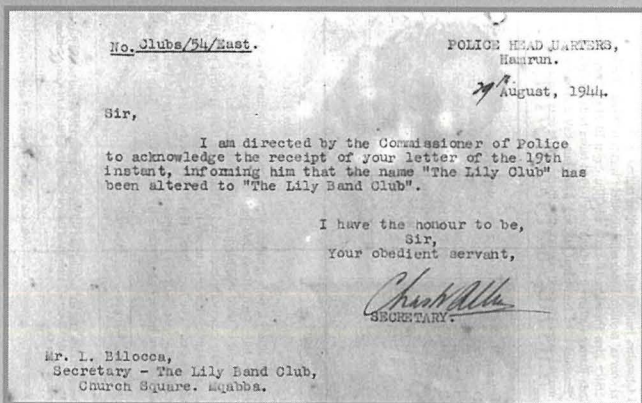 No. Clubs/54/East.
POLICE HEAD UARTERS,
Hamrun.
29th August, 1944.
Sir,
I am directed by the Commissioner of Police
to acknowledge the receipt of your letter of the 19th
instant, informing him that the name "The Lily Club" has
been altered to "The Lily Band Club".
I have the honour to be,
Sir,
Your obedient servant,
SECRETARY.
Mr. L. Bilocca,
Secretary - The Lily Band Club,
Church Square. Mqabba.